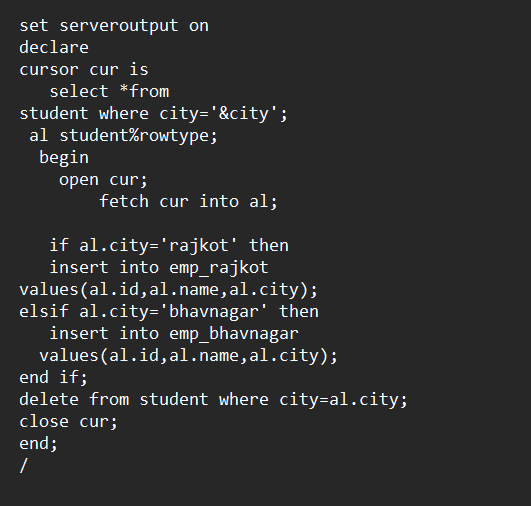 set serveroutput on
declare
cursor cur is
select *from
student where city='&city';
al student%rowtype;
begin
open cur;
fetch cur into al;
if al.city='rajkot' then
insert into emp_rajkot
values(al.id,al.name,al.city);
elsif al.city='bhavnagar' then
insert into emp_bhavnagar
values(al.id,al.name,al.city);
end if;
delete from student where city=al.city;
close cur;
end;
/